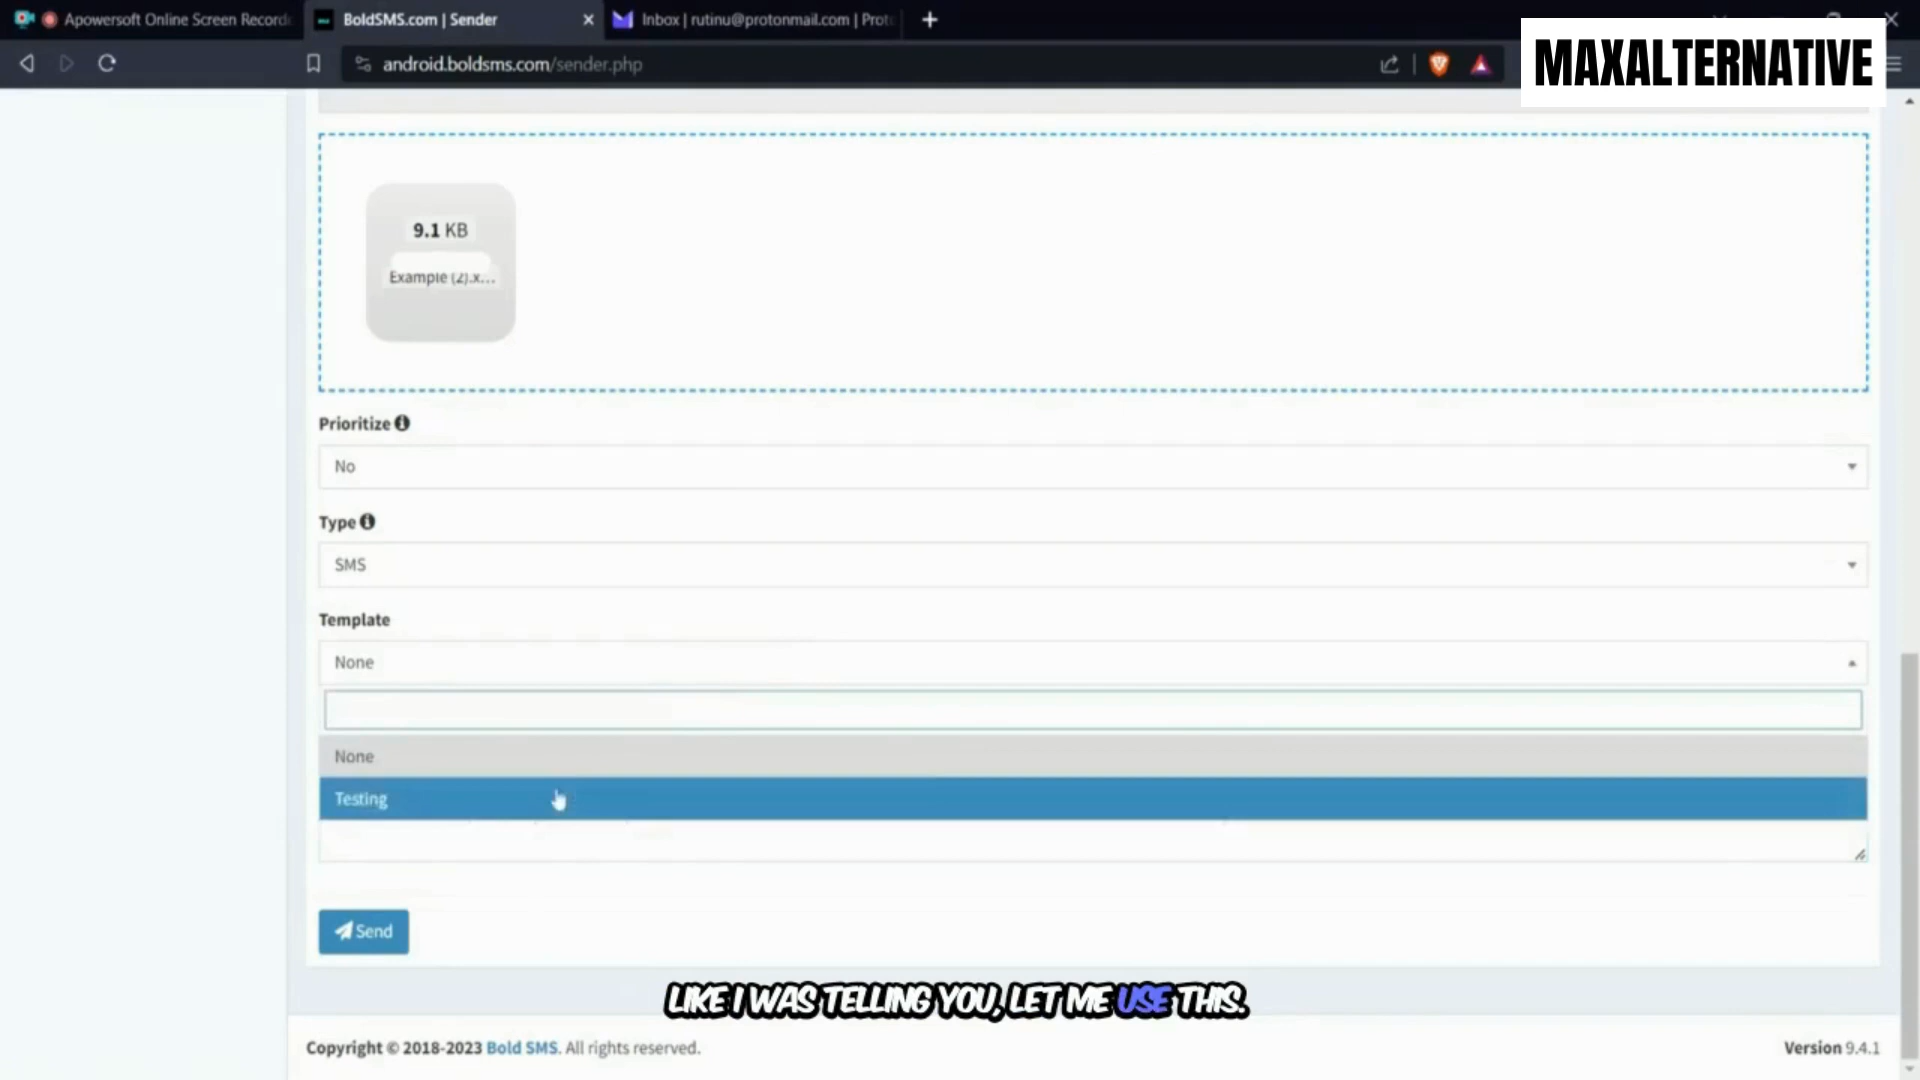 Apowersoft Online Screen Record
BoldSMS.com | Sender
Inbox | rutinu@protonmail.com | Prot
android.boldsms.com/sender.php
MAXALTERNATIVE
9.1 KB
Example (2).x...
Prioritize
No
Type
SMS
Template
None
None
Testing
Send
LIKE I WAS TELLING YOU, LET ME USE THIS.
Copyright © 2018-2023 Bold SMS. All rights reserved.
Version 9.4.1